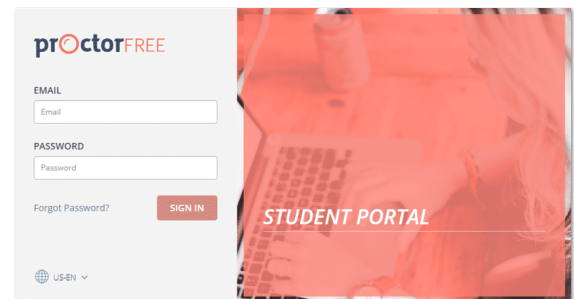 proctorFREE
EMAIL
Email
PASSWORD
Password
Forgot Password?
SIGN IN
US-EN
STUDENT PORTAL